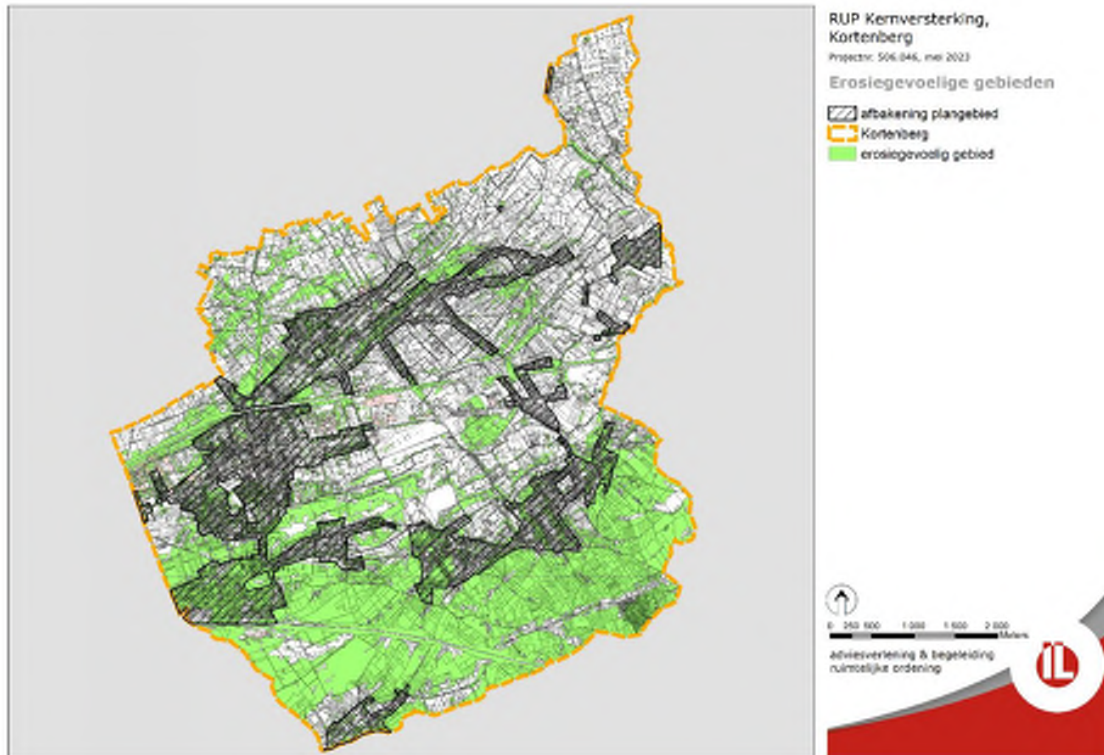 RUP Kernversterking,
Kortenberg
Projectnr: 506.046, mei 2023
Erosiegevoelige gebieden
afbakening plangebied
Kortenberg
erosiegevoelig gebied
0 250 500 1 000 1 500 2 000
Meters
adviesverlening & begeleiding
ruimtelijke ordening
IL